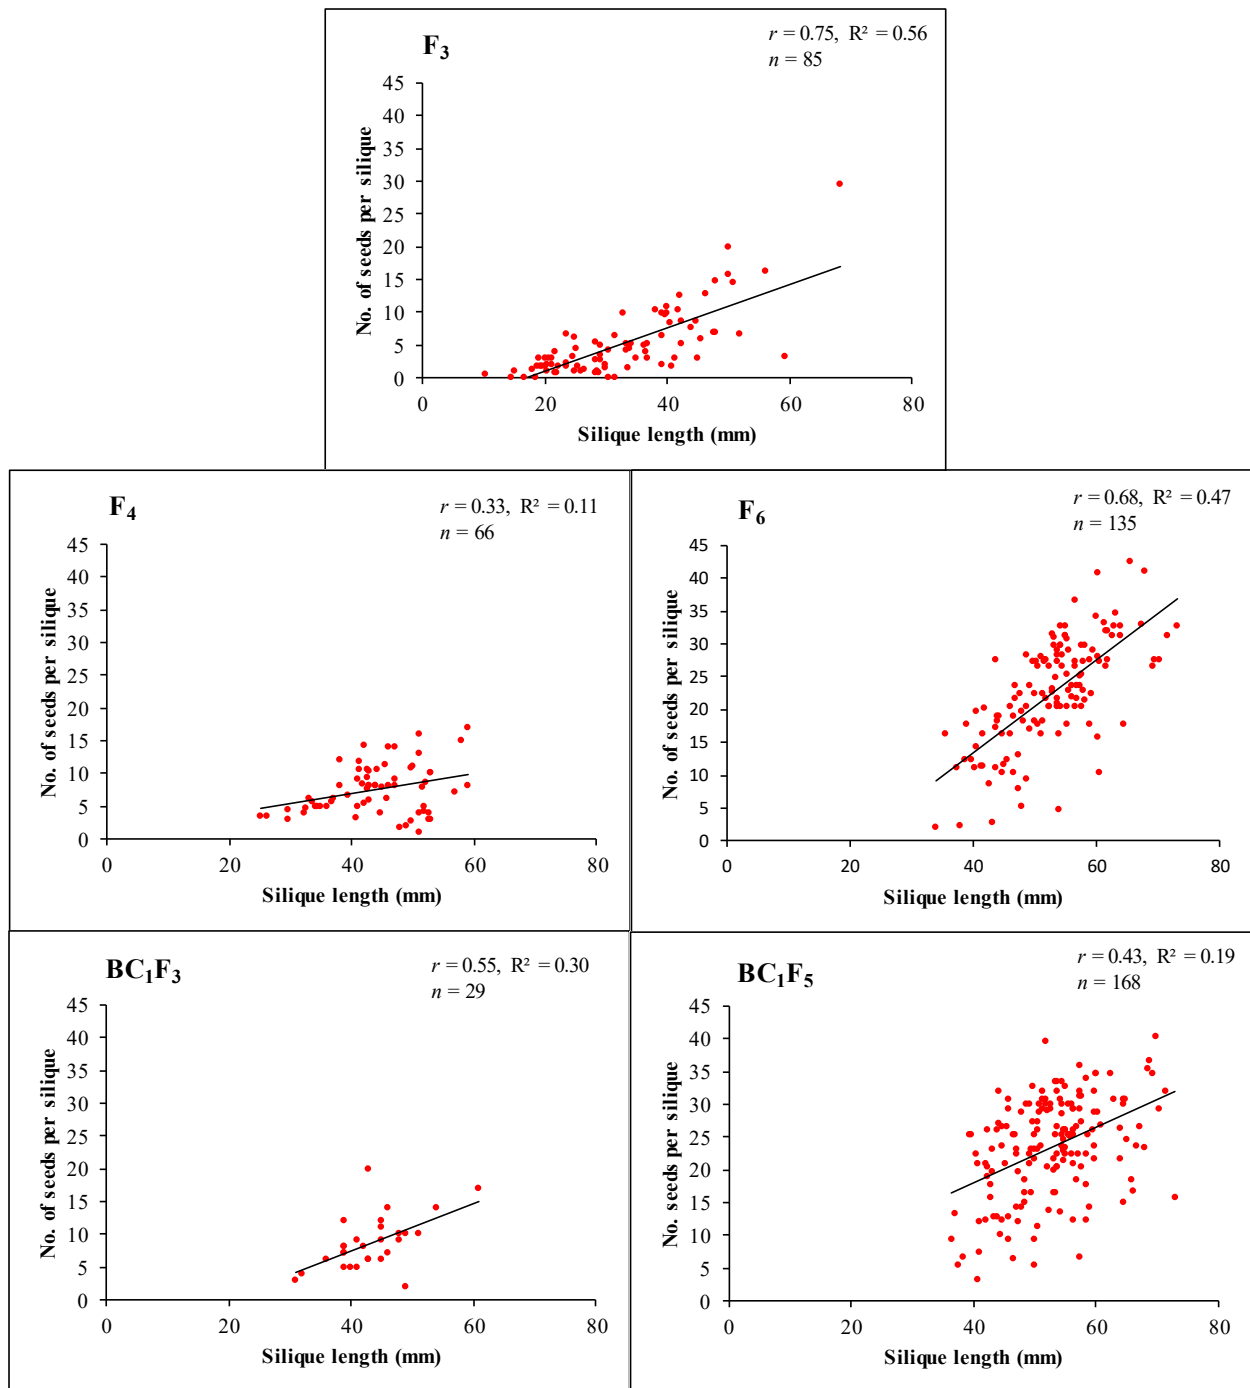 F₃
r = 0.75, R² = 0.56
n = 85
No. of seeds per silique
45
40
35
30
25
20
15
10
5
0
0 20 40 60 80
Silique length (mm)
F₄
r = 0.33, R² = 0.11
n = 66
No. of seeds per silique
45
40
35
30
25
20
15
10
5
0
0 20 40 60 80
Silique length (mm)
F₆
r = 0.68, R² = 0.47
n = 135
No. of seeds per silique
45
40
35
30
25
20
15
10
5
0
0 20 40 60 80
Silique length (mm)
BC₁F₃
r = 0.55, R² = 0.30
n = 29
No. of seeds per silique
45
40
35
30
25
20
15
10
5
0
0 20 40 60 80
Silique length (mm)
BC₁F₅
r = 0.43, R² = 0.19
n = 168
No. seeds per silique
45
40
35
30
25
20
15
10
5
0
0 20 40 60 80
Silique length (mm)